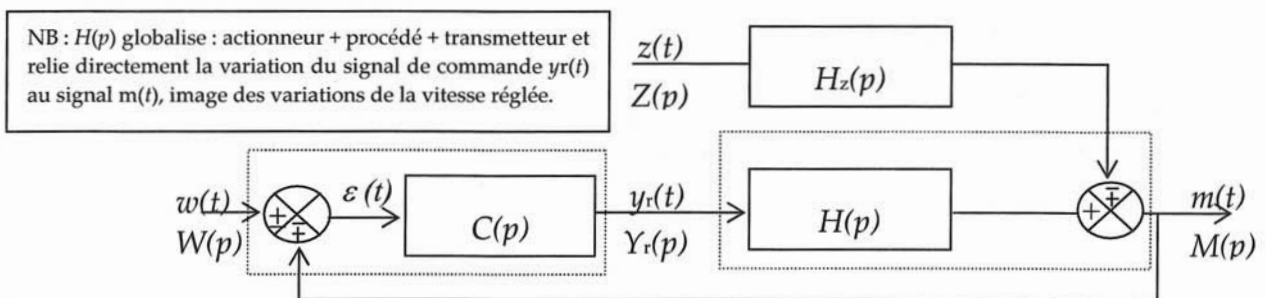 NB : H(p) globalise : actionneur + procédé + transmetteur et
relie directement la variation du signal de commande yr(t)
au signal m(t), image des variations de la vitesse réglée.
z(t)
Z(p)
Hz(p)
w(t)
W(p)
ε(t)
C(p)
yr(t)
Yr(p)
H(p)
m(t)
M(p)